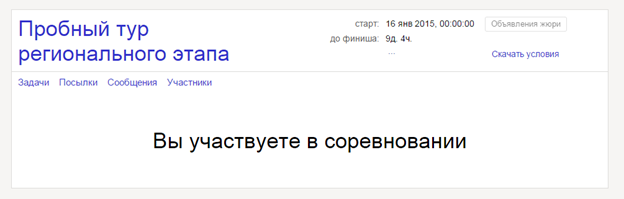 Пробный тур
регионального этапа
старт: 16 янв 2015, 00:00:00
до финиша: 9д. 4ч.
...
Объявления жюри
Скачать условия
Задачи Посылки Сообщения Участники
Вы участвуете в соревновании